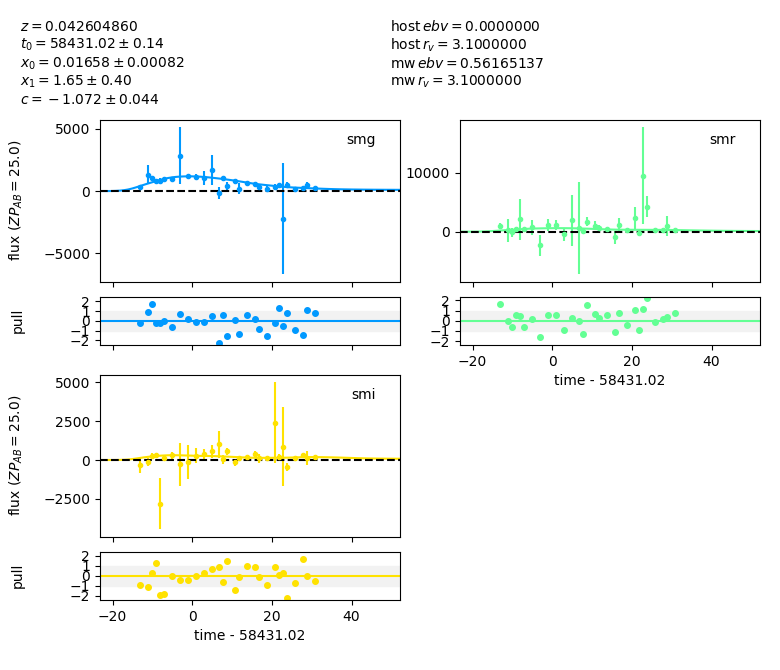 z = 0.042604860
t₀ = 58431.02 ± 0.14
x₀ = 0.01658 ± 0.00082
x₁ = 1.65 ± 0.40
c = −1.072 ± 0.044
host ebv = 0.0000000
host r_v = 3.1000000
mw ebv = 0.56165137
mw r_v = 3.1000000
smg
flux (ZP_AB = 25.0)
5000
0
−5000
smr
10000
0
pull
2
1
0
−1
−2
2
1
0
−1
−2
−20
0
20
40
time - 58431.02
smi
flux (ZP_AB = 25.0)
5000
2500
0
−2500
pull
2
1
0
−1
−2
−20
0
20
40
time - 58431.02